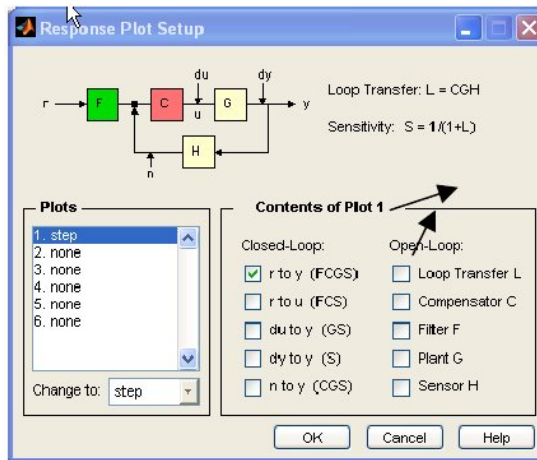 Response Plot Setup
du
dy
r
F
C
G
y
u
H
n
Loop Transfer: L = CGH
Sensitivity: S = 1/(1+L)
Plots
1. step
2. none
3. none
4. none
5. none
6. none
Change to: step
Contents of Plot 1
Closed-Loop:
r to y (FCGS)
r to u (FCS)
du to y (GS)
dy to y (S)
n to y (CGS)
Open-Loop:
Loop Transfer L
Compensator C
Filter F
Plant G
Sensor H
OK
Cancel
Help